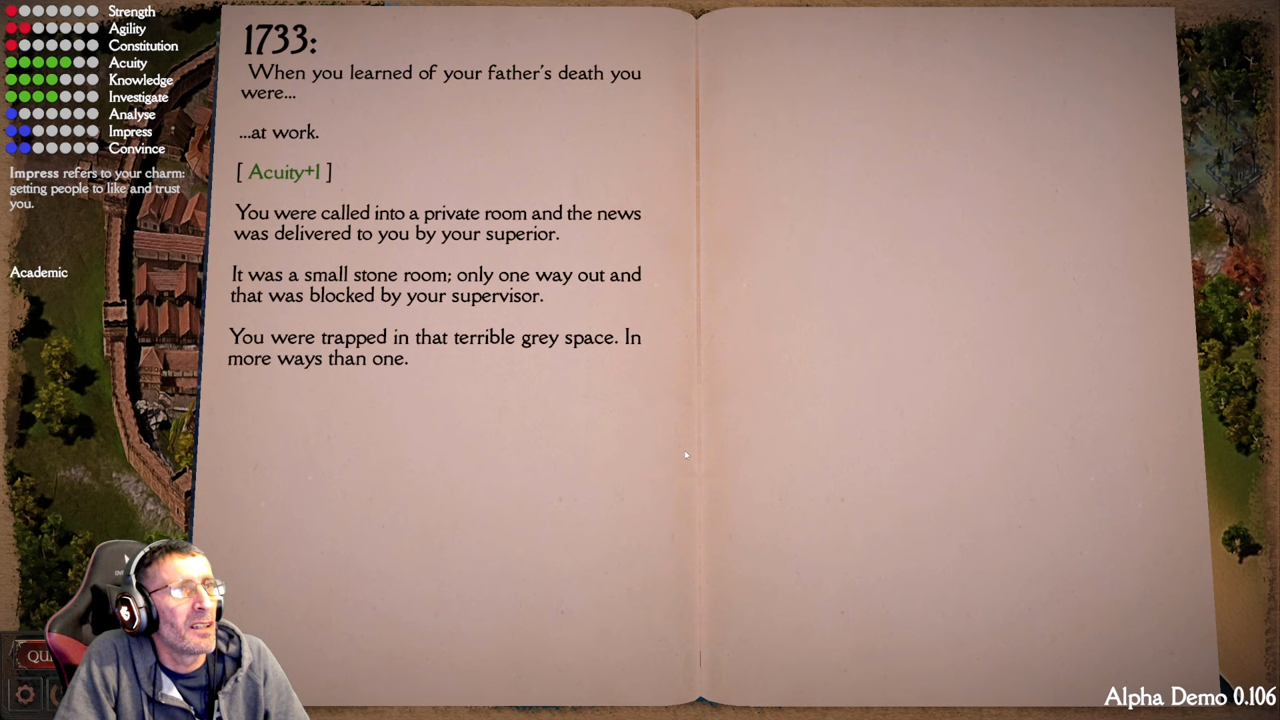 Strength
Agility
Constitution
Acuity
Knowledge
Investigate
Analyse
Impress
Convince
Impress refers to your charm:
getting people to like and trust
you.
Academic
1733:
When you learned of your father's death you
were...
...at work.
[ Acuity+1 ]
You were called into a private room and the news
was delivered to you by your superior.
It was a small stone room; only one way out and
that was blocked by your supervisor.
You were trapped in that terrible grey space. In
more ways than one.
Alpha Demo 0.106